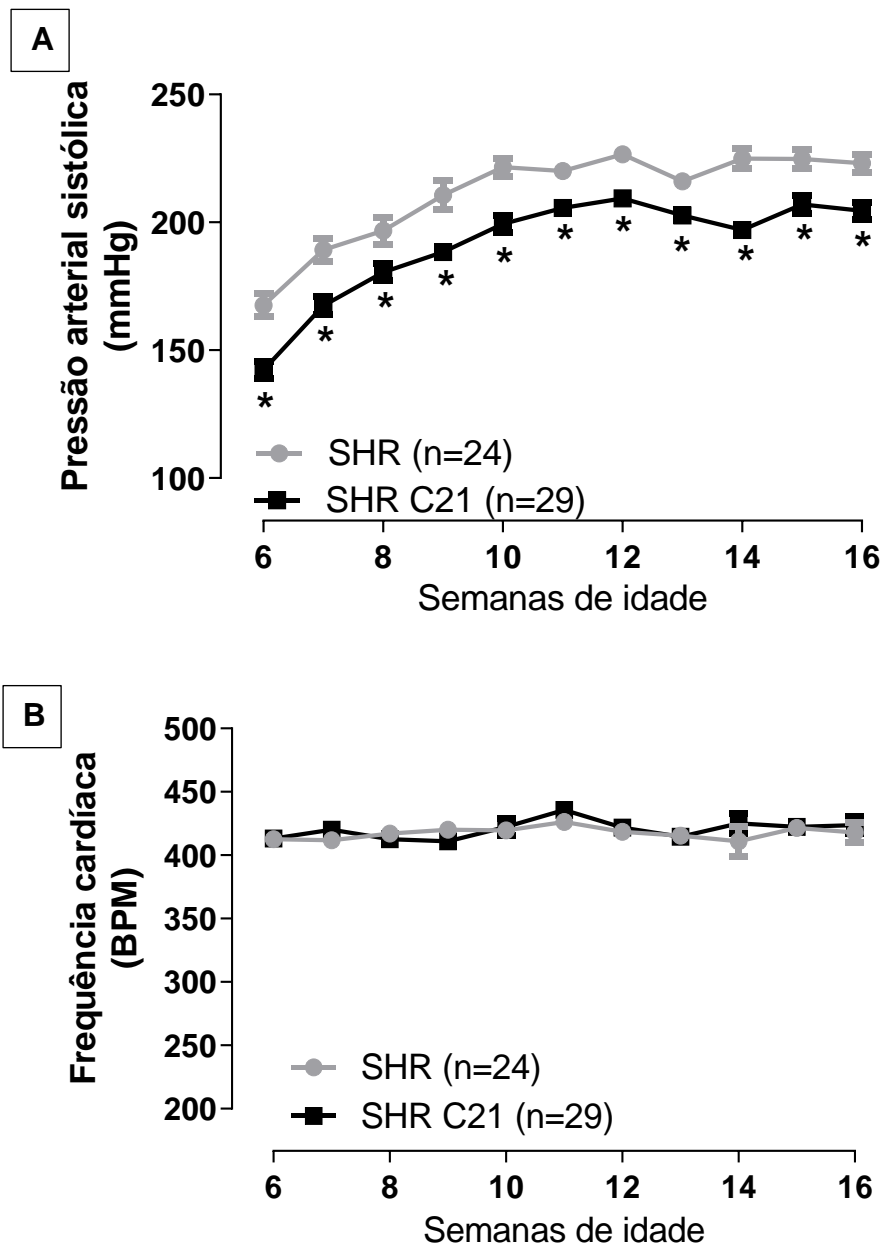 A
Pressão arterial sistólica
(mmHg)
250
200
150
100
* * * * * * * * * * *
SHR (n=24)
SHR C21 (n=29)
6 8 10 12 14 16
Semanas de idade
B
Frequência cardíaca
(BPM)
500
450
400
350
300
250
200
SHR (n=24)
SHR C21 (n=29)
6 8 10 12 14 16
Semanas de idade